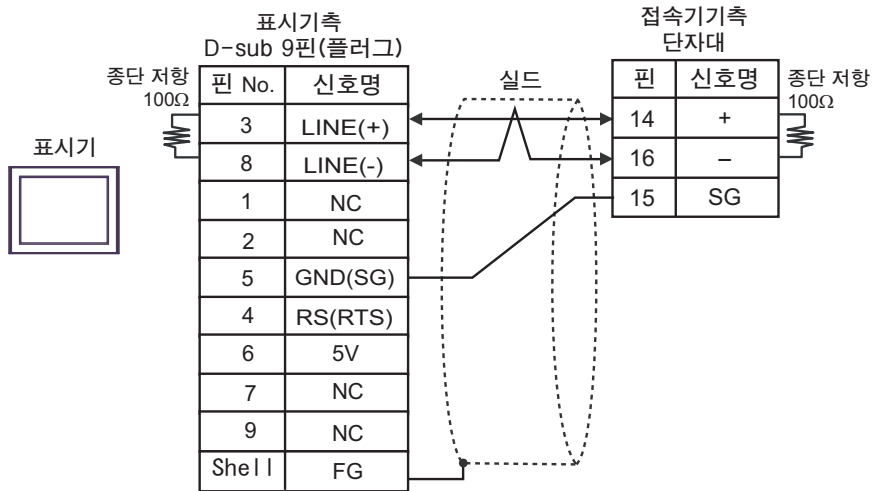 표시기측
D-sub 9핀(플러그)
접속기기측
단자대
종단 저항
100Ω
핀 No. 신호명
실드
핀 신호명
종단 저항
100Ω
3 LINE(+)
14 +
표시기
8 LINE(-)
16 –
1 NC
15 SG
2 NC
5 GND(SG)
4 RS(RTS)
6 5V
7 NC
9 NC
Shell FG